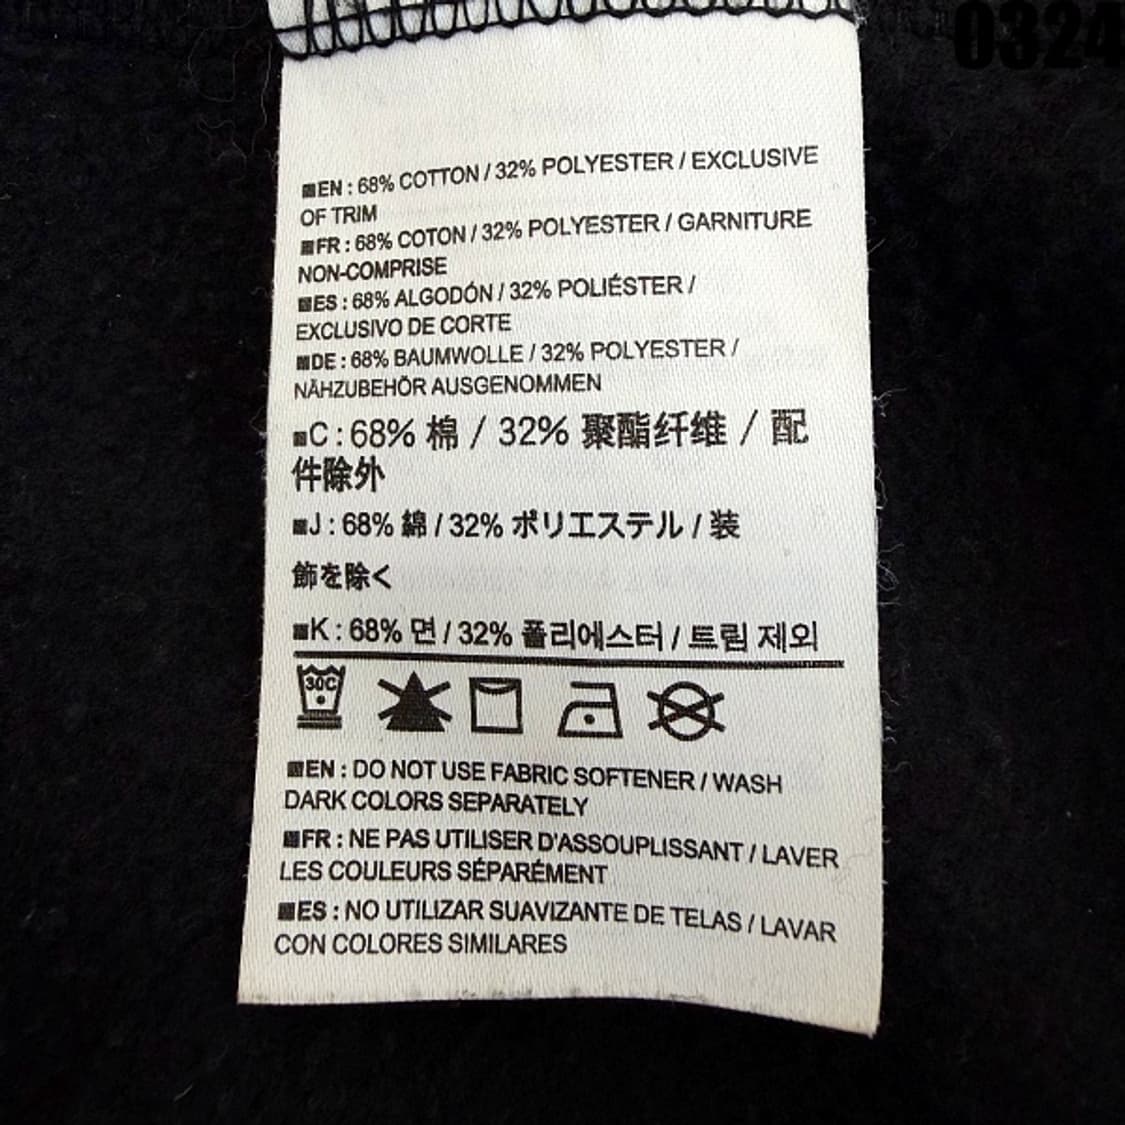 0324
■EN : 68% COTTON / 32% POLYESTER / EXCLUSIVE
OF TRIM
■FR : 68% COTON / 32% POLYESTER / GARNITURE
NON-COMPRISE
■ES : 68% ALGODÓN / 32% POLIÉSTER /
EXCLUSIVO DE CORTE
■DE : 68% BAUMWOLLE / 32% POLYESTER /
NÄHZUBEHÖR AUSGENOMMEN
■C : 68% 棉 / 32% 聚酯纤维 / 配
件除外
■J : 68% 綿 / 32% ポリエステル / 装
飾を除く
■K : 68% 면 / 32% 폴리에스터 / 트림 제외
30C
■EN : DO NOT USE FABRIC SOFTENER / WASH
DARK COLORS SEPARATELY
■FR : NE PAS UTILISER D'ASSOUPLISSANT / LAVER
LES COULEURS SÉPARÉMENT
■ES : NO UTILIZAR SUAVIZANTE DE TELAS / LAVAR
CON COLORES SIMILARES